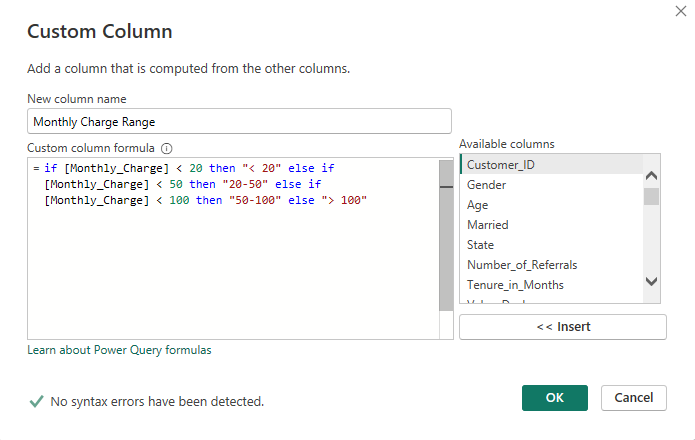 Custom Column
Add a column that is computed from the other columns.
New column name
Monthly Charge Range
Custom column formula
= if [Monthly_Charge] < 20 then "< 20" else if
[Monthly_Charge] < 50 then "20-50" else if
[Monthly_Charge] < 100 then "50-100" else "> 100"
Available columns
Customer_ID
Gender
Age
Married
State
Number_of_Referrals
Tenure_in_Months
<< Insert
Learn about Power Query formulas
No syntax errors have been detected.
OK
Cancel